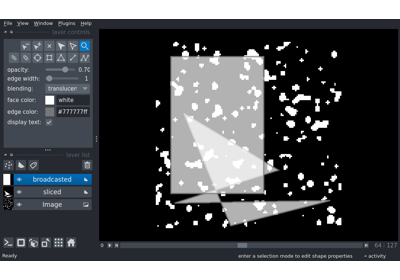 File View Window Plugins Help
layer controls
opacity: 0.70
edge width: 1
blending: translucen
face color: white
edge color: #777777ff
display text:
layer list
broadcasted
sliced
Image
0 64 / 127
Ready enter a selection mode to edit shape properties activity